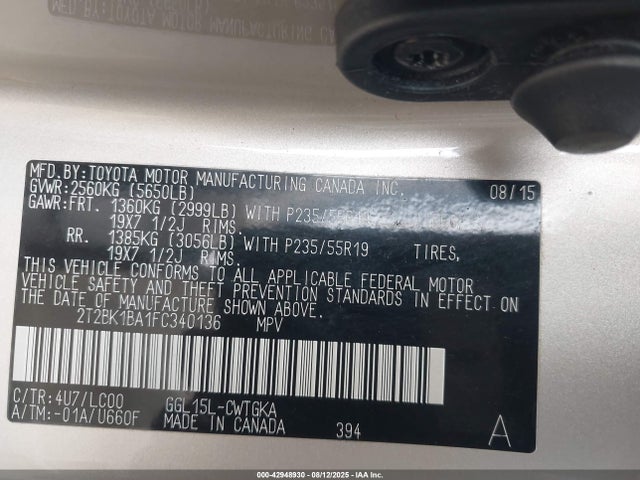 MFD.BY:TOYOTA MOTOR MANUFACTURING CANADA INC. 08/15
GVWR:2560KG (5650LB)
GAWR:FRT. 1360KG (2999LB) WITH
19X7 1/2J RIMS.
RR. 1385KG (3056LB) WITH P235/55R19 TIRES,
19X7 1/2J RIMS.
THIS VEHICLE CONFORMS TO ALL APPLICABLE FEDERAL MOTOR
VEHICLE SAFETY AND THEFT PREVENTION STANDARDS IN EFFECT ON
THE DATE OF MANUFACTURE SHOWN ABOVE.
2T2BK1BA1FC340136 MPV
C/TR:4U7/LC00 GGL15L-CWTGKA
A/TM:-01A/U660F MADE IN CANADA 394 A
000-42948930 - 08/12/2025 - IAA Inc.